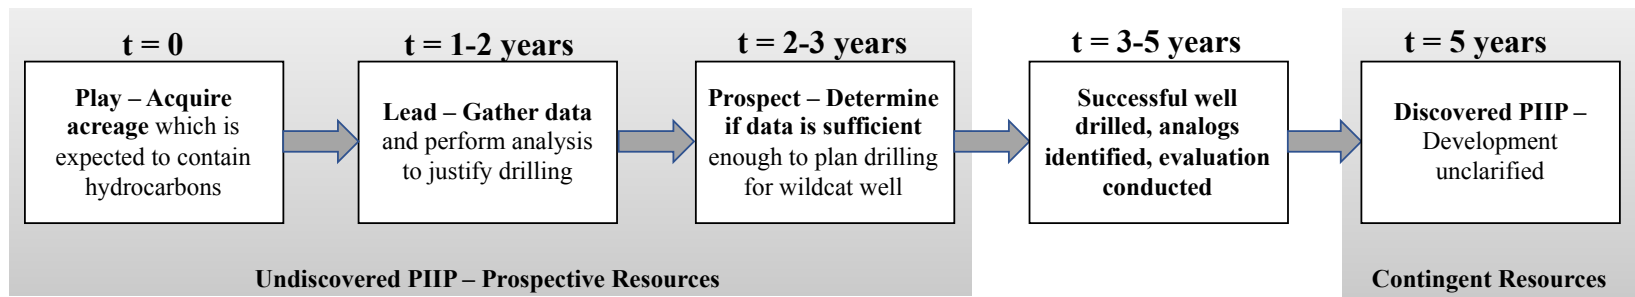 t = 0
Play – Acquire
acreage which is
expected to contain
hydrocarbons
t = 1-2 years
Lead – Gather data
and perform analysis
to justify drilling
t = 2-3 years
Prospect – Determine
if data is sufficient
enough to plan drilling
for wildcat well
t = 3-5 years
Successful well
drilled, analogs
identified, evaluation
conducted
t = 5 years
Discovered PIIP –
Development
unclarified
Undiscovered PIIP – Prospective Resources
Contingent Resources